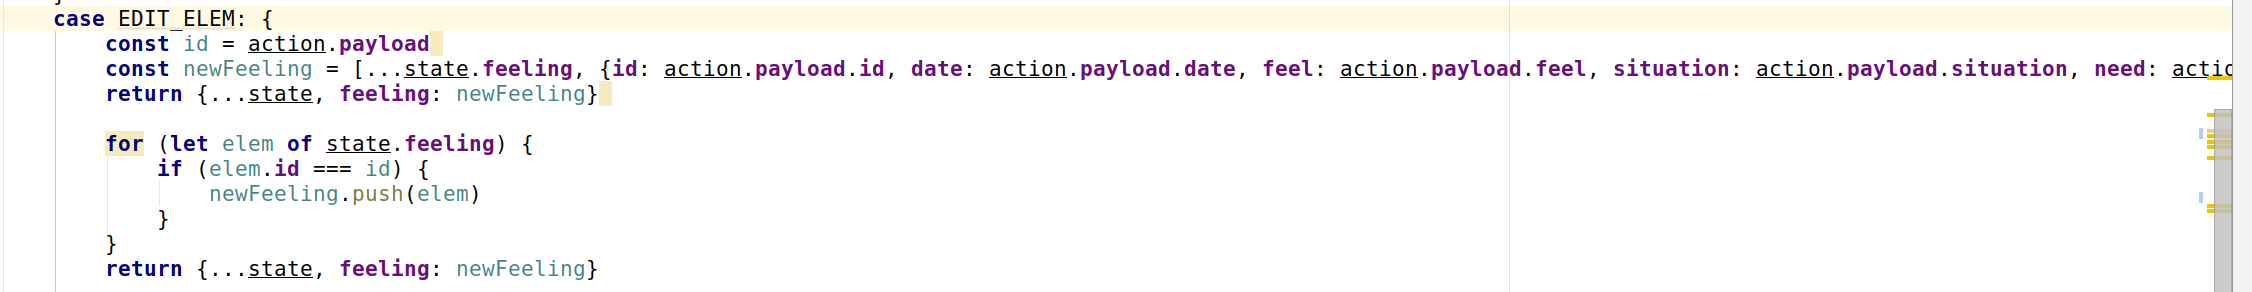 }
case EDIT_ELEM: {
const id = action.payload
const newFeeling = [...state.feeling, {id: action.payload.id, date: action.payload.date, feel: action.payload.feel, situation: action.payload.situation, need: actio
return {...state, feeling: newFeeling}
for (let elem of state.feeling) {
if (elem.id === id) {
newFeeling.push(elem)
}
}
return {...state, feeling: newFeeling}